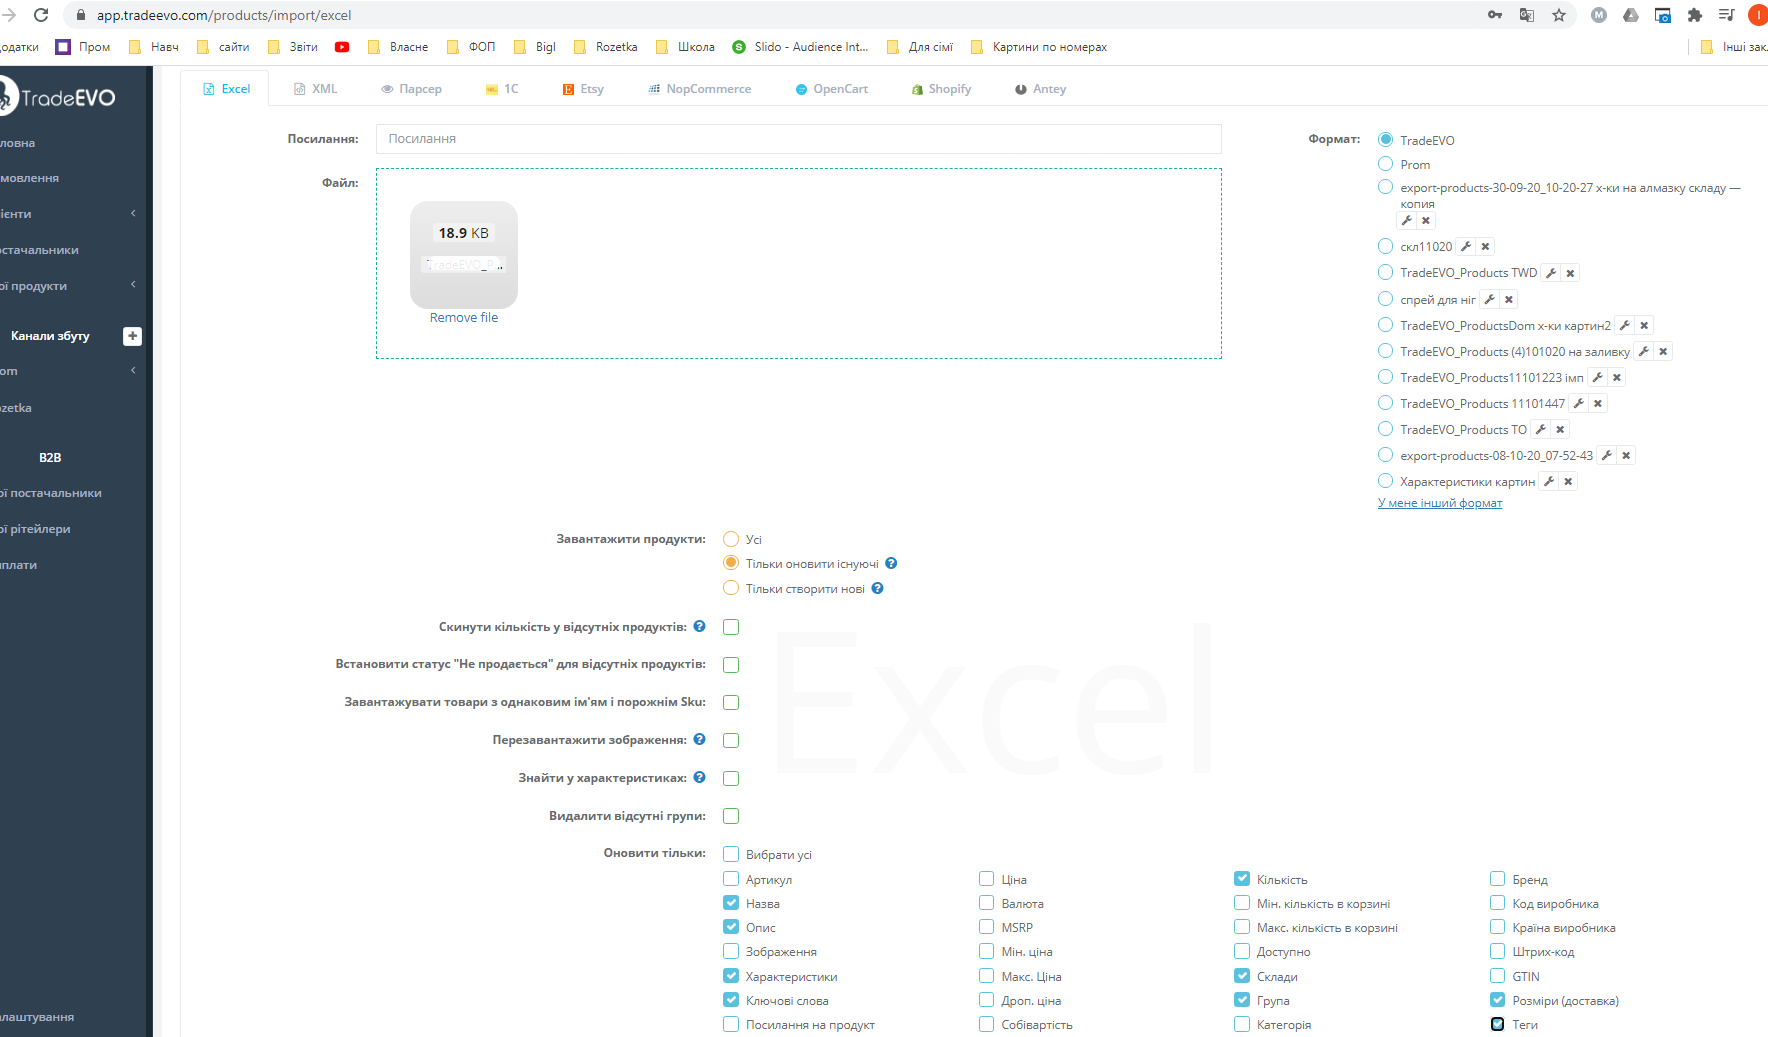 app.tradeevo.com/products/import/excel
одатки Пром Навч сайти Звіти Власне ФОП Bigl Rozetka Школа Slido - Audience Int... Для сімї Картини по номерах Інші зак
TradeEVO
ловна
мовлення
ієнти
остачальники
ої продукти
Канали збуту
om
ozetka
B2B
ої постачальники
ої рітейлери
иплати
алаштування
Excel XML Парсер 1C Etsy NopCommerce OpenCart Shopify Antey
Посилання: Посилання
Файл:
18.9 KB
TradeEVO_P...
Remove file
Формат:
TradeEVO
Prom
export-products-30-09-20_10-20-27 х-ки на алмазку складу —
копия
скл11020
TradeEVO_Products TWD
спрей для ніг
TradeEVO_ProductsDom х-ки картин2
TradeEVO_Products (4)101020 на заливку
TradeEVO_Products11101223 імп
TradeEVO_Products 11101447
TradeEVO_Products TO
export-products-08-10-20_07-52-43
Характеристики картин
У мене інший формат
Завантажити продукти: Усі
Тільки оновити існуючі
Тільки створити нові
Скинути кількість у відсутніх продуктів:
Встановити статус "Не продається" для відсутніх продуктів:
Завантажувати товари з однаковим ім'ям і порожнім Sku:
Перезавантажити зображення:
Знайти у характеристиках:
Видалити відсутні групи:
Excel
Оновити тільки: Вибрати усі
Артикул Ціна Кількість Бренд
Назва Валюта Мін. кількість в корзині Код виробника
Опис MSRP Макс. кількість в корзині Країна виробника
Зображення Мін. ціна Доступно Штрих-код
Характеристики Макс. Ціна Склади GTIN
Ключові слова Дроп. ціна Група Розміри (доставка)
Посилання на продукт Собівартість Категорія Теги